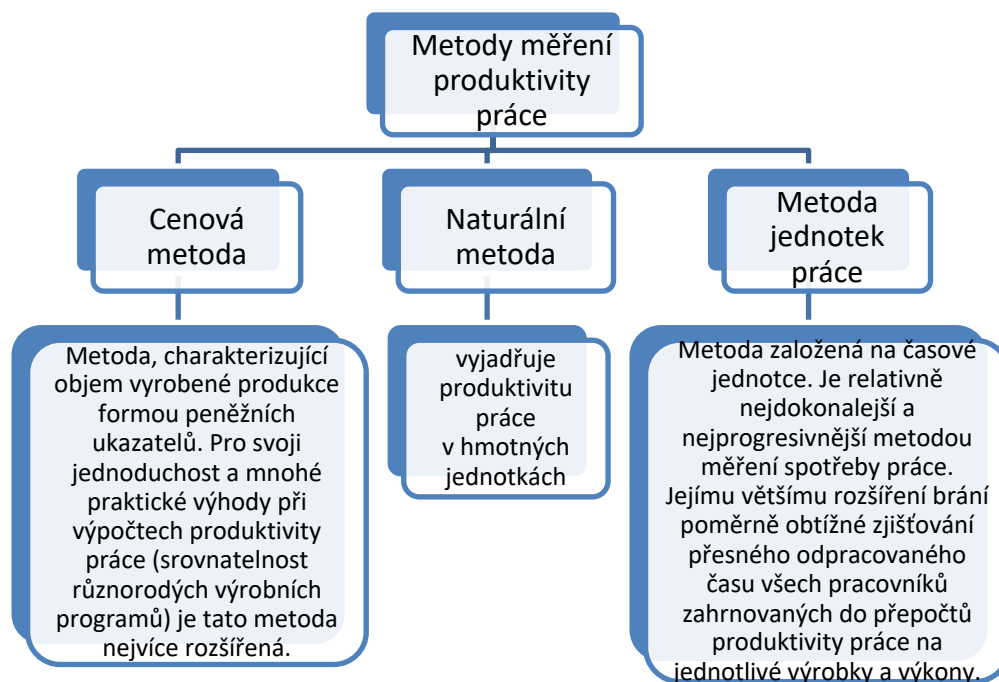 Metody měření
produktivity
práce
Cenová
metoda
Naturální
metoda
Metoda
jednotek
práce
Metoda, charakterizující
objem vyrobené produkce
formou peněžních
ukazatelů. Pro svoji
jednoduchost a mnohé
praktické výhody při
výpočtech produktivity
práce (srovnatelnost
různorodých výrobních
programů) je tato metoda
nejvíce rozšířená.
vyjadřuje
produktivitu
práce
v hmotných
jednotkách
Metoda založená na časové
jednotce. Je relativně
nejdokonalejší a
nejprogresivnější metodou
měření spotřeby práce.
Jejímu většímu rozšíření brání
poměrně obtížné zjišťování
přesného odpracovaného
času všech pracovníků
zahrnovaných do přepočtů
produktivity práce na
jednotlivé výrobky a výkony.